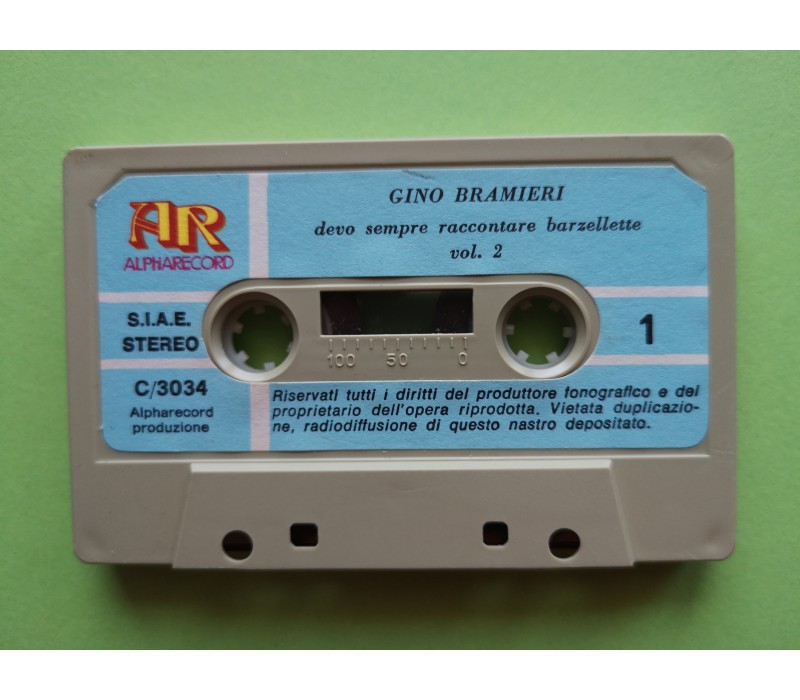 GINO BRAMIERI
devo sempre raccontare barzellette
vol. 2
AR
ALPHARECORD
S.I.A.E.
STEREO
1
100 50 0
C/3034
Alpharecord
produzione
Riservati tutti i diritti del produttore fonografico e del
proprietario dell'opera riprodotta. Vietata duplicazio-
ne, radiodiffusione di questo nastro depositato.